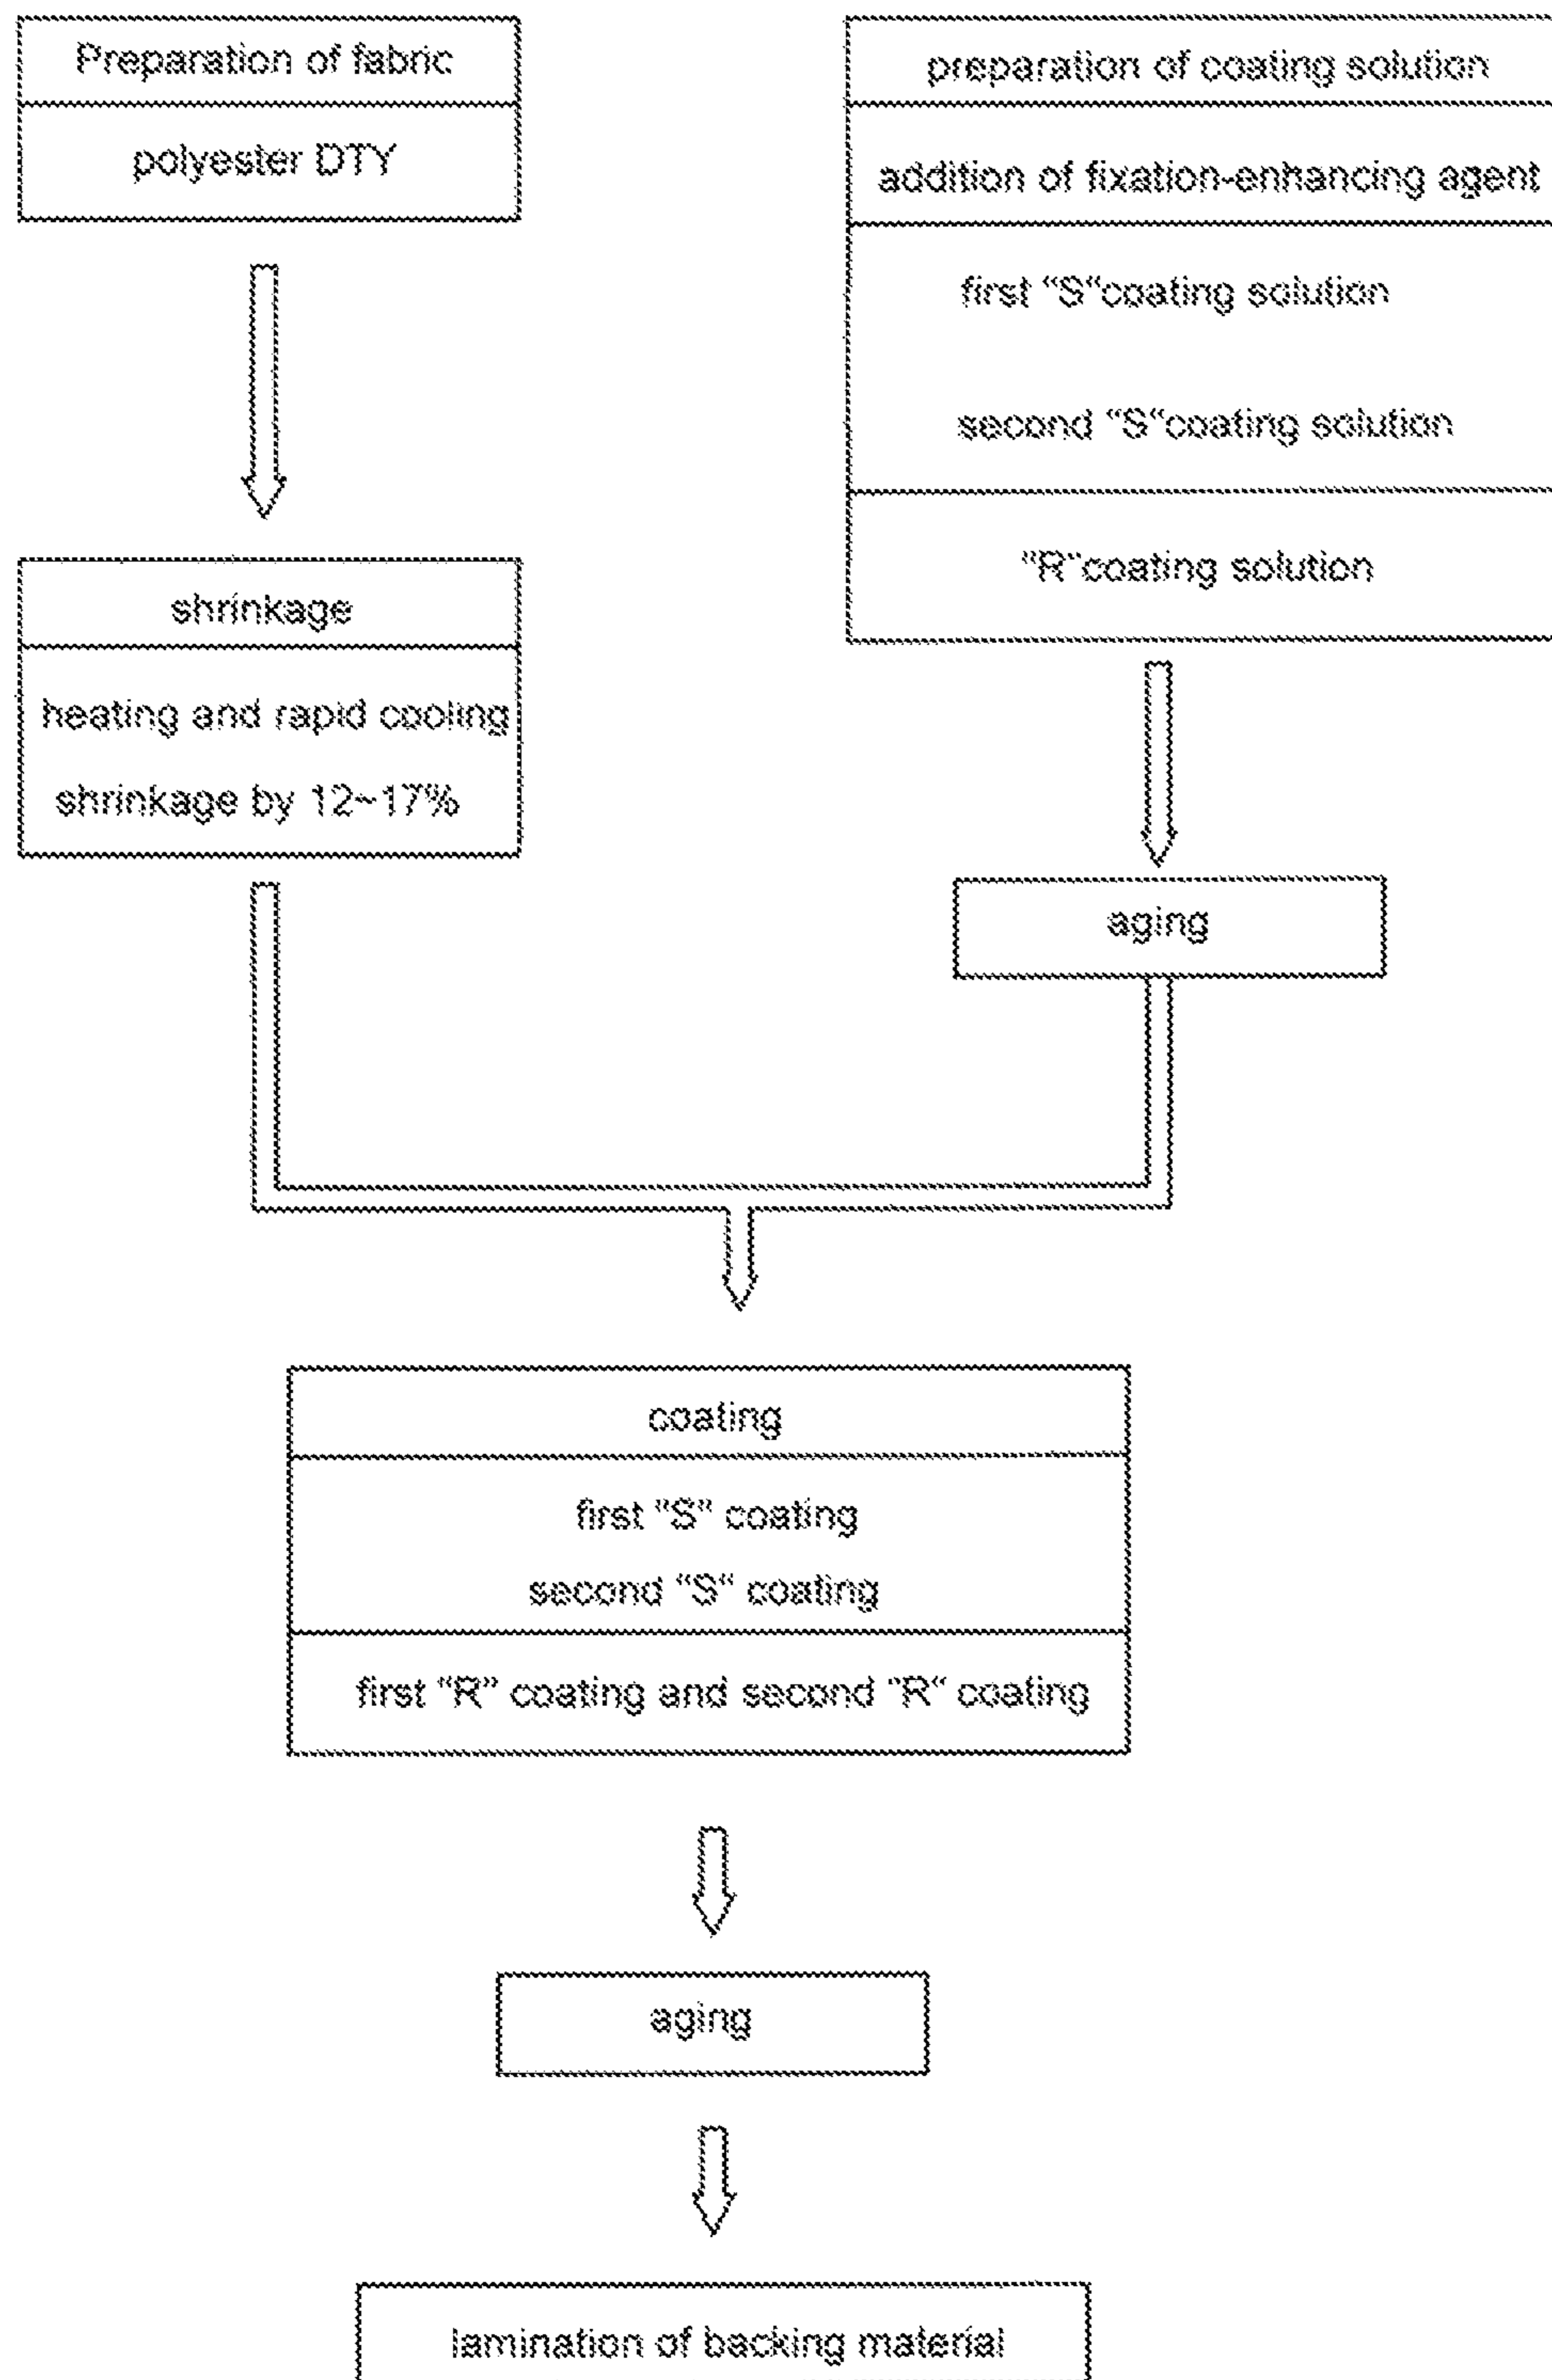 Preparation of fabric
polyester DTY
preparation of coating solution
addition of fixation-enhancing agent
first “S“coating solution
second “S“coating solution
"R"coating solution
shrinkage
heating and rapid cooling
shrinkage by 12~17%
aging
coating
first “S” coating
second “S“ coating
first “R” coating and second “R“ coating
aging
lamination of backing material